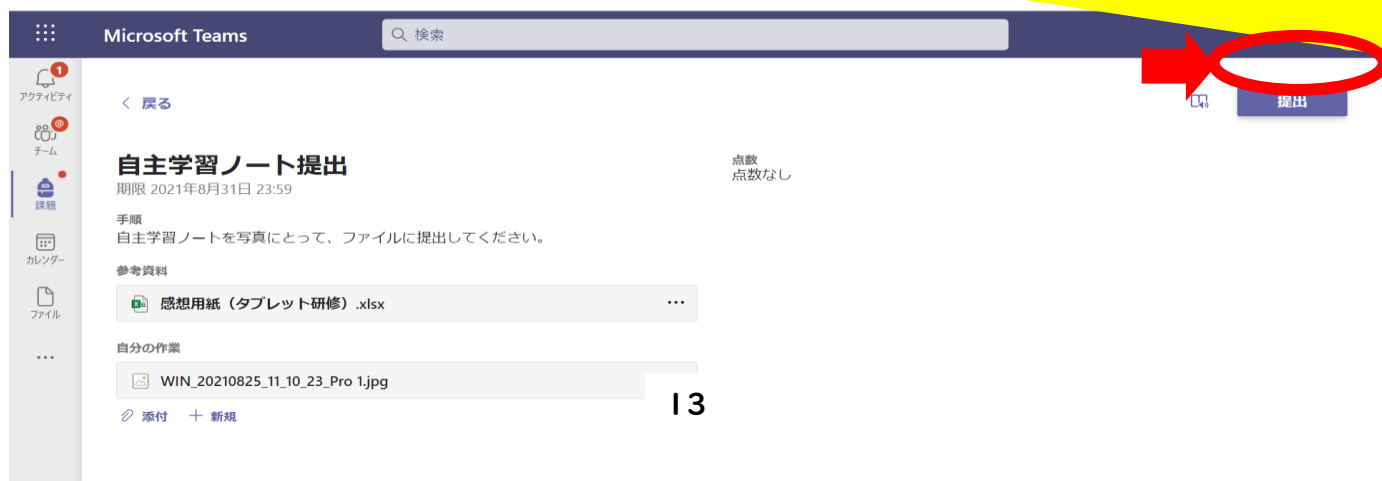 Microsoft Teams
検索
1
アクティビティ
@
チーム
課題
カレンダー
ファイル
戻る
提出
自主学習ノート提出
期限 2021年8月31日 23:59
点数
点数なし
手順
自主学習ノートを写真にとって、ファイルに提出してください。
参考資料
感想用紙（タブレット研修）.xlsx
自分の作業
WIN_20210825_11_10_23_Pro 1.jpg
添付 + 新規
13